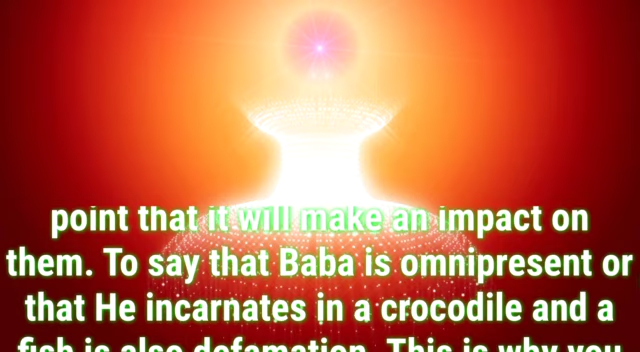 point that it will make an impact on
them. To say that Baba is omnipresent or
that He incarnates in a crocodile and a
fish is also defamation. This is why you